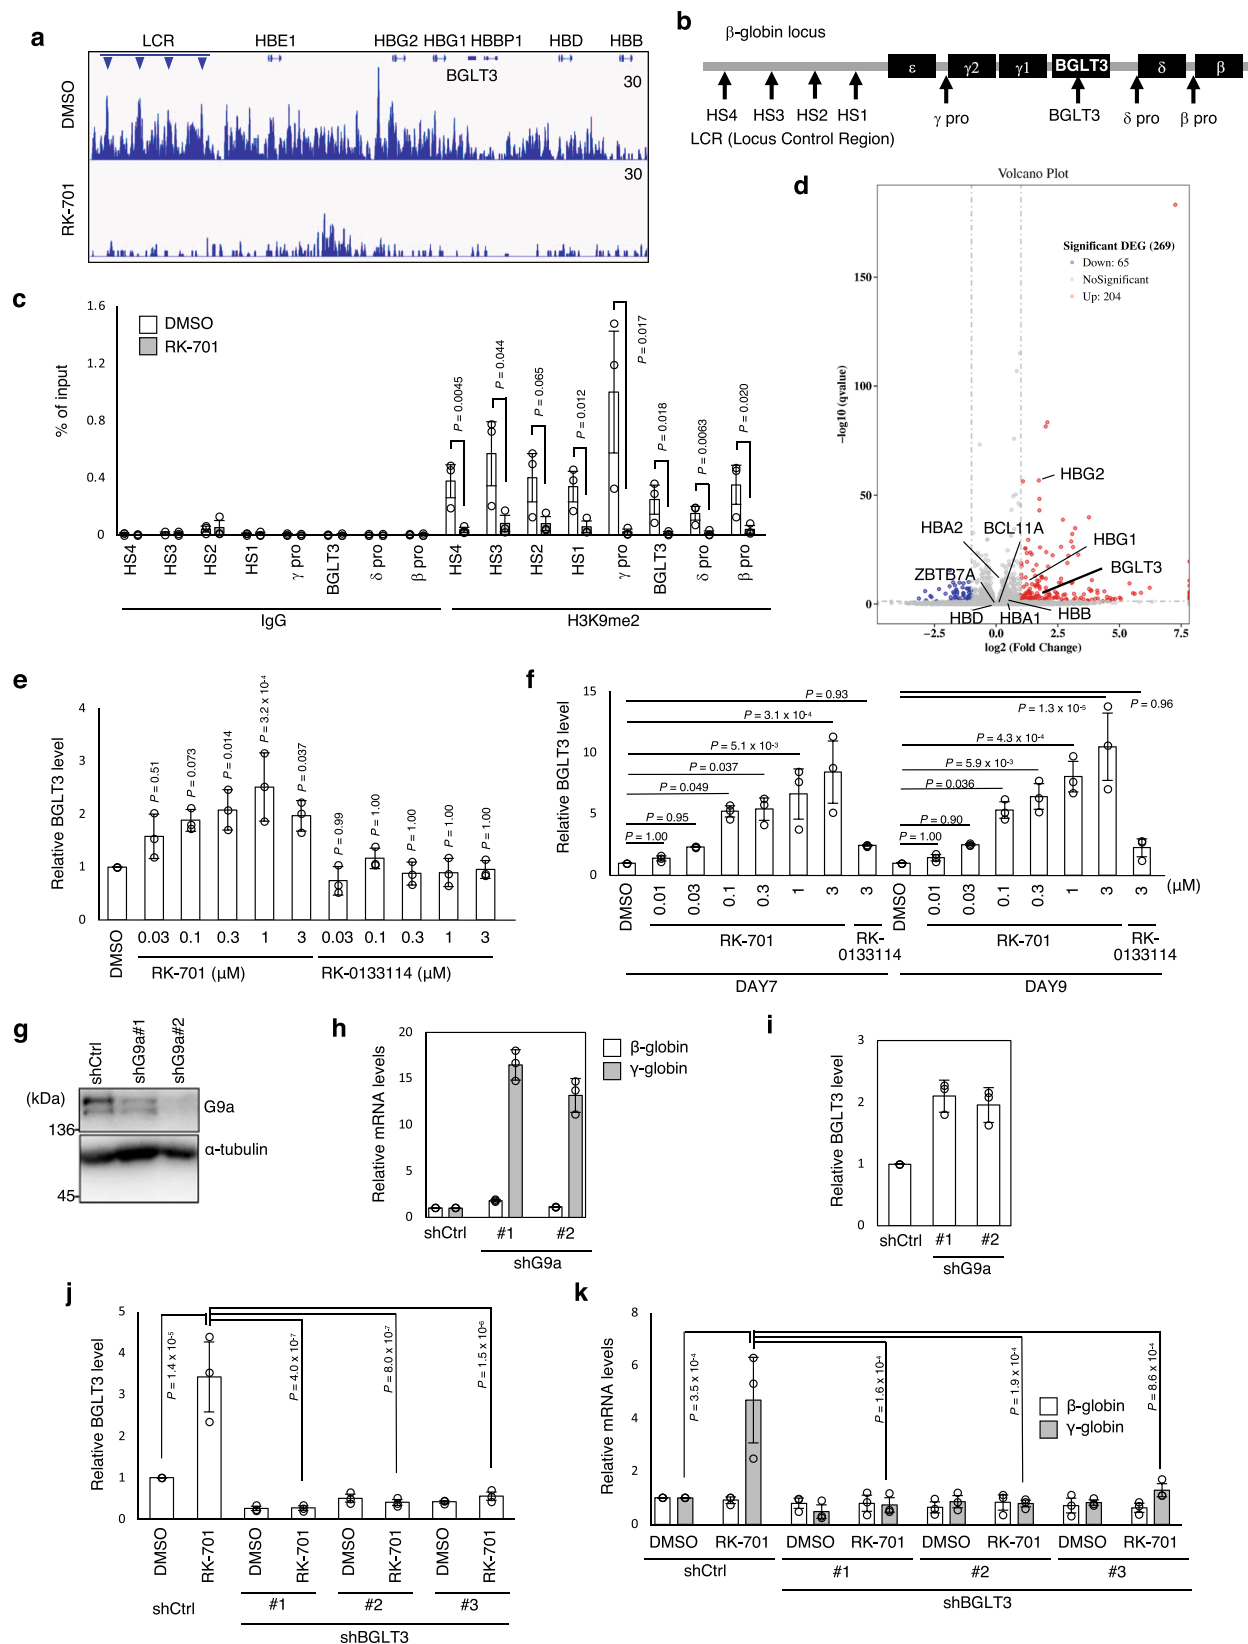 a
LCR HBE1 HBG2 HBG1 HBBP1 HBD HBB
BGLT3
DMSO
30
RK-701
30
b
β-globin locus
ε γ2 γ1 BGLT3 δ β
HS4 HS3 HS2 HS1
γ pro BGLT3 δ pro β pro
LCR (Locus Control Region)
c
DMSO
RK-701
% of input
1.6
1.2
0.8
0.4
0
P = 0.0045
P = 0.044
P = 0.065
P = 0.012
P = 0.017
P = 0.018
P = 0.0063
P = 0.020
HS4 HS3 HS2 HS1 γ pro BGLT3 δ pro β pro HS4 HS3 HS2 HS1 γ pro BGLT3 δ pro β pro
IgG H3K9me2
d
Volcano Plot
Significant DEG (269)
Down: 65
NoSignificant
Up: 204
-log10 (qvalue)
150
100
50
0
HBG2
HBA2 BCL11A
HBG1
BGLT3
ZBTB7A
HBD HBA1 HBB
−2.5 0.0 2.5 5.0 7.5
log2 (Fold Change)
e
Relative BGLT3 level
4
3
2
1
0
P = 0.51
P = 0.073
P = 0.014
P = 3.2 x 10-4
P = 0.037
P = 0.99
P = 1.00
P = 1.00
P = 1.00
P = 1.00
DMSO 0.03 0.1 0.3 1 3 0.03 0.1 0.3 1 3
RK-701 (μM) RK-0133114 (μM)
f
Relative BGLT3 level
15
10
5
0
P = 0.93
P = 3.1 x 10-4
P = 5.1 x 10-3
P = 0.037
P = 0.049
P = 0.95
P = 1.00
P = 0.96
P = 1.3 x 10-5
P = 4.3 x 10-4
P = 5.9 x 10-3
P = 0.036
P = 0.90
P = 1.00
DMSO 0.01 0.03 0.1 0.3 1 3 3 DMSO 0.01 0.03 0.1 0.3 1 3 3 (μM)
RK-701 RK-0133114 RK-701 RK-0133114
DAY7 DAY9
g
shCtrl shG9a#1 shG9a#2
(kDa)
G9a
136
α-tubulin
45
h
Relative mRNA levels
20
15
10
5
0
β-globin
γ-globin
shCtrl #1 #2
shG9a
i
Relative BGLT3 level
3
2
1
0
shCtrl #1 #2
shG9a
j
Relative BGLT3 level
5
4
3
2
1
0
P = 1.4 x 10-5
P = 4.0 x 10-7
P = 8.0 x 10-7
P = 1.5 x 10-6
DMSO RK-701 DMSO RK-701 DMSO RK-701 DMSO RK-701
shCtrl #1 #2 #3
shBGLT3
k
Relative mRNA levels
8
6
4
2
0
P = 3.5 x 10-4
P = 1.6 x 10-4
P = 1.9 x 10-4
P = 8.6 x 10-4
β-globin
γ-globin
DMSO RK-701 DMSO RK-701 DMSO RK-701 DMSO RK-701
shCtrl #1 #2 #3
shBGLT3